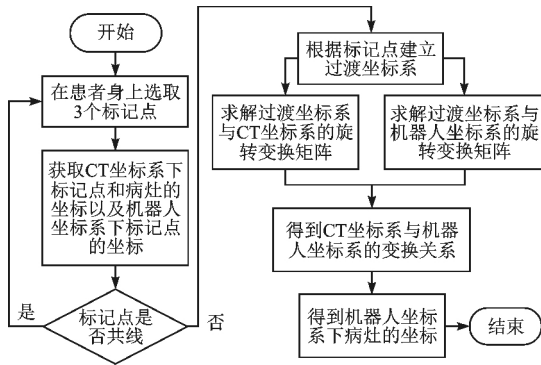 开始
在患者身上选取
3个标记点
获取CT坐标系下
标记点和病灶的
坐标以及机器人
坐标系下标记点
的坐标
标记点是
否共线
是
否
根据标记点建立
过渡坐标系
求解过渡坐标系
与CT坐标系的旋
转变换矩阵
求解过渡坐标系与
机器人坐标系的旋
转变换矩阵
得到CT坐标系与机器
人坐标系的变换关系
得到机器人坐标
系下病灶的坐标
结束